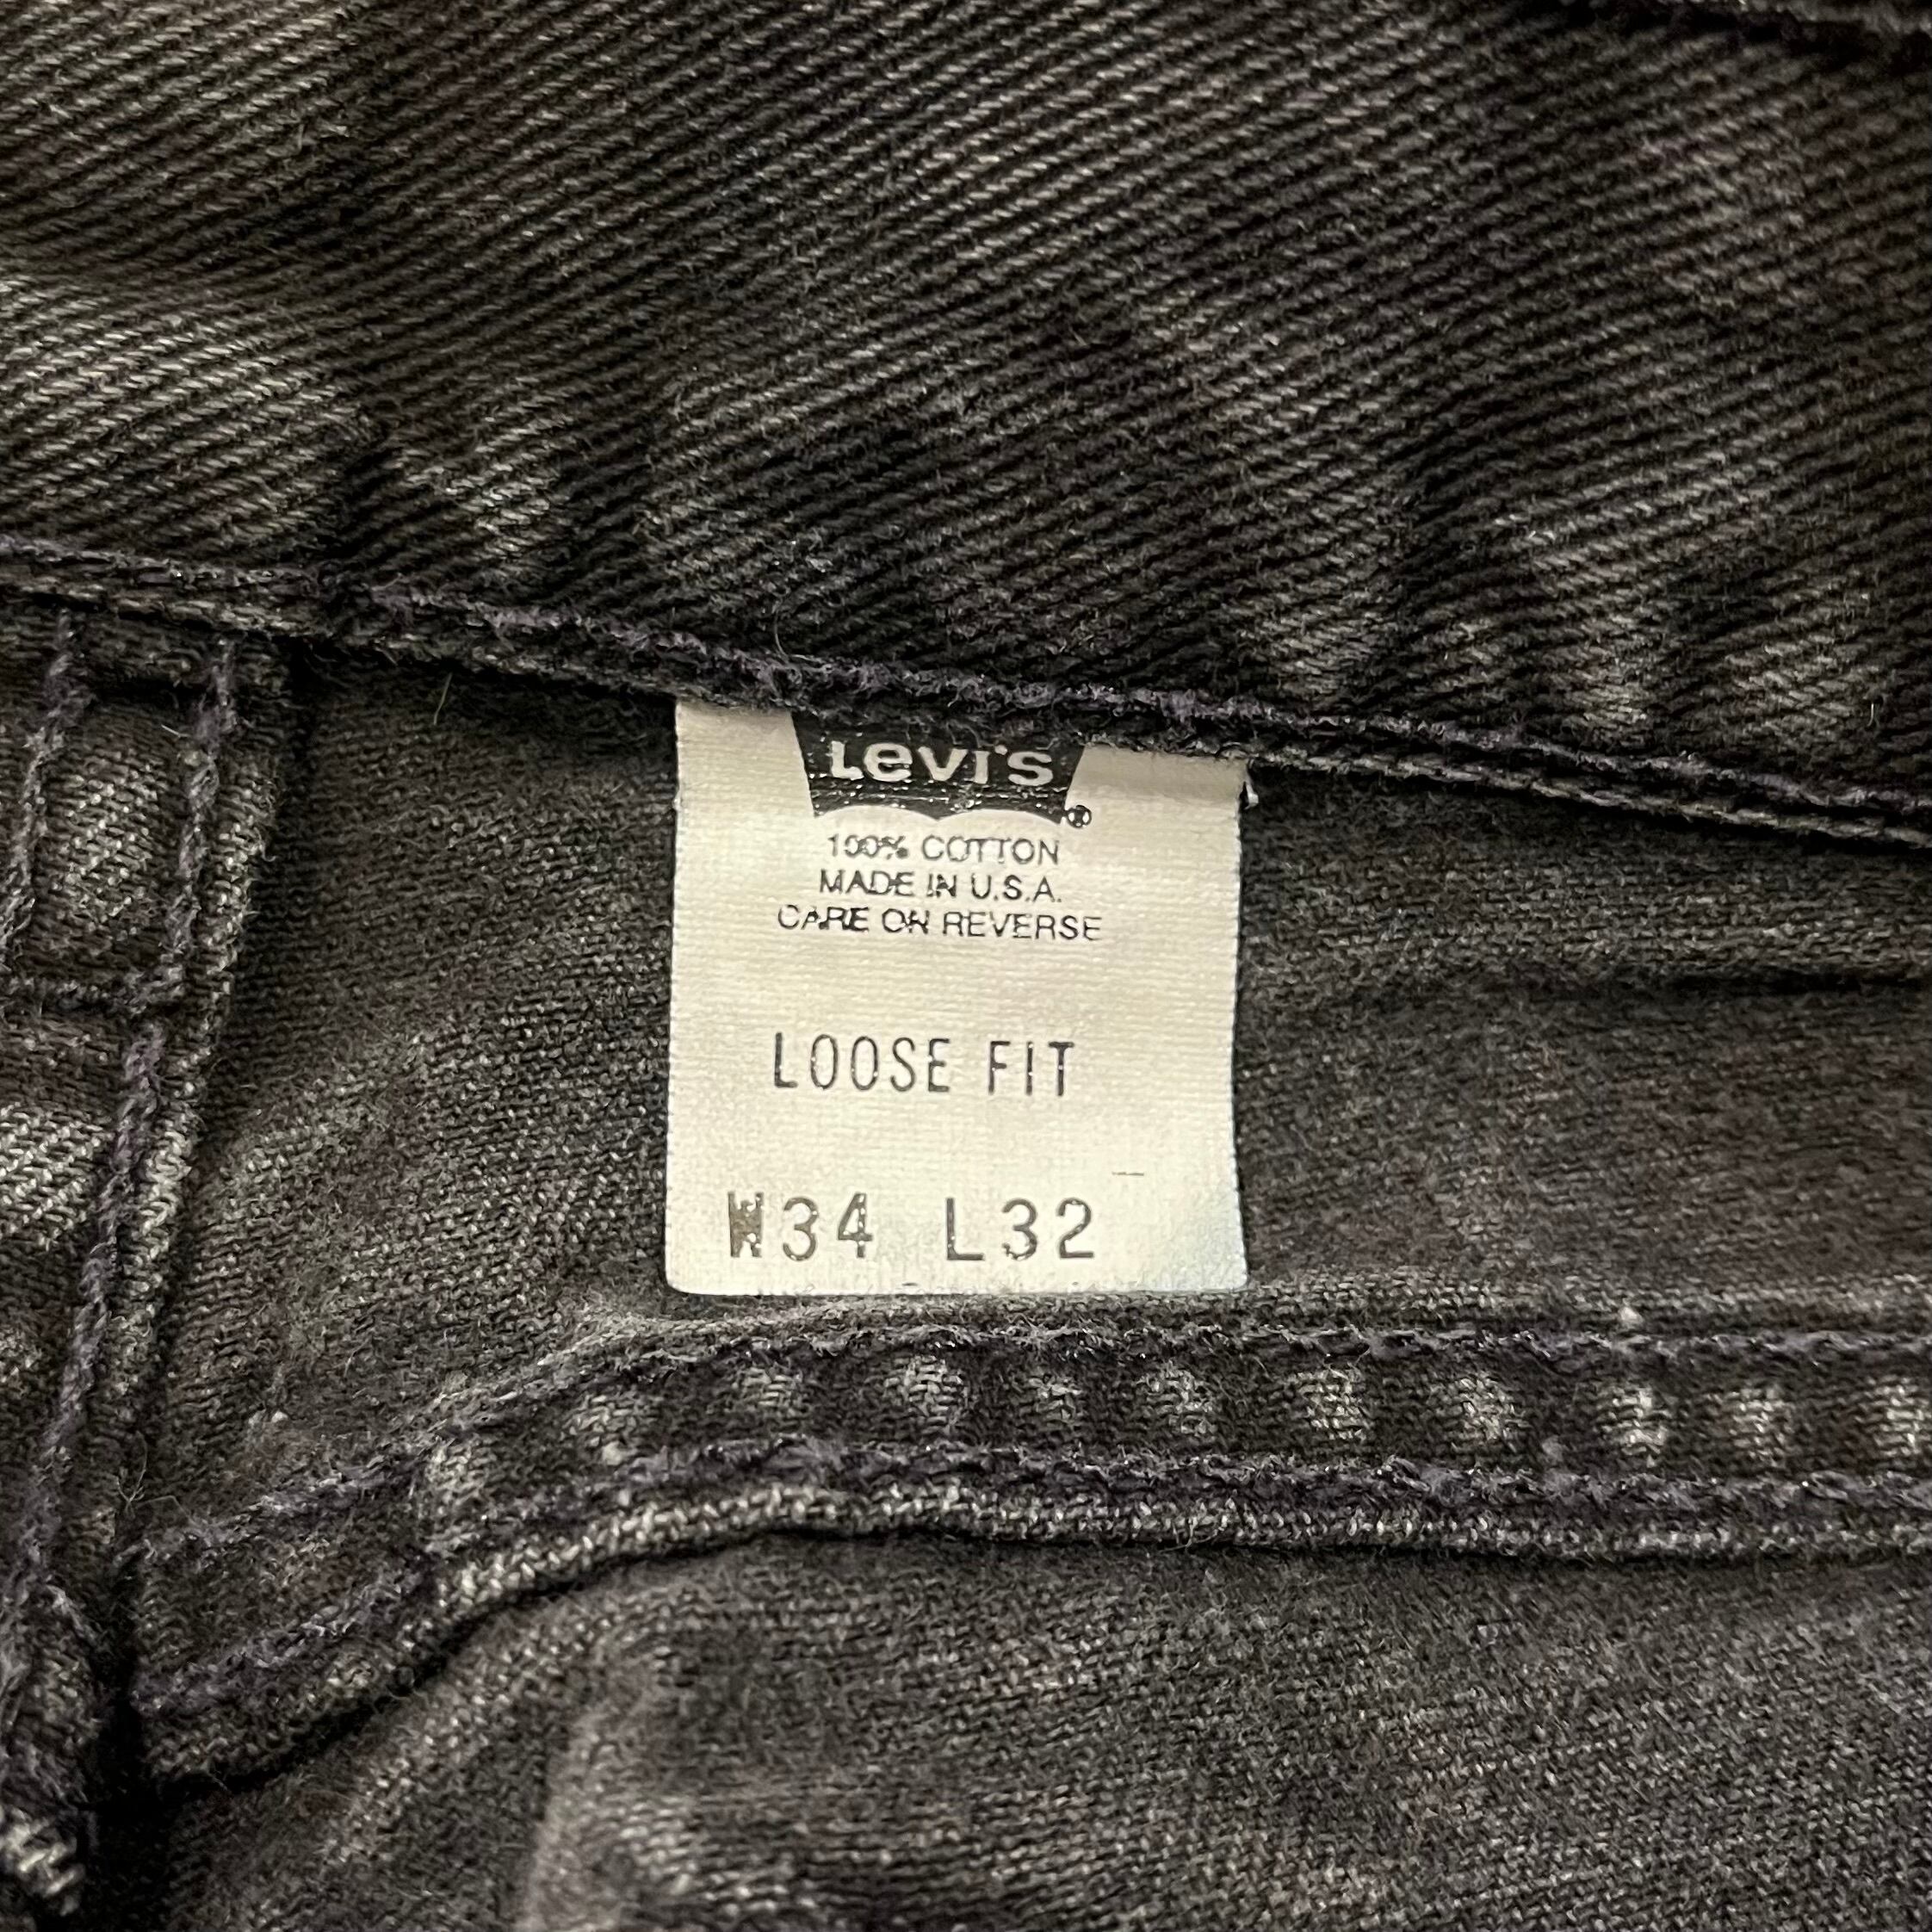 Levi's
®
100% COTTON
MADE IN U.S.A.
CARE ON REVERSE
LOOSE FIT
W34 L32